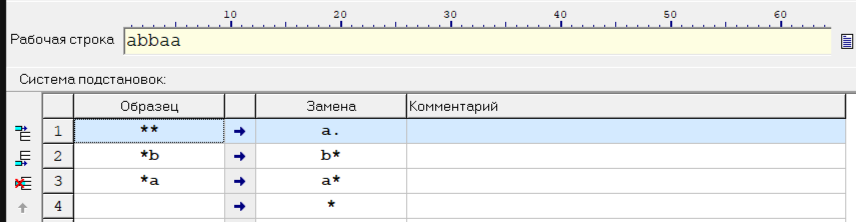 10 20 30 40 50 60
Рабочая строка abbaa
Система подстановок:
Образец Замена Комментарий
1 ** → a.
2 *b → b*
3 *a → a*
4 → *